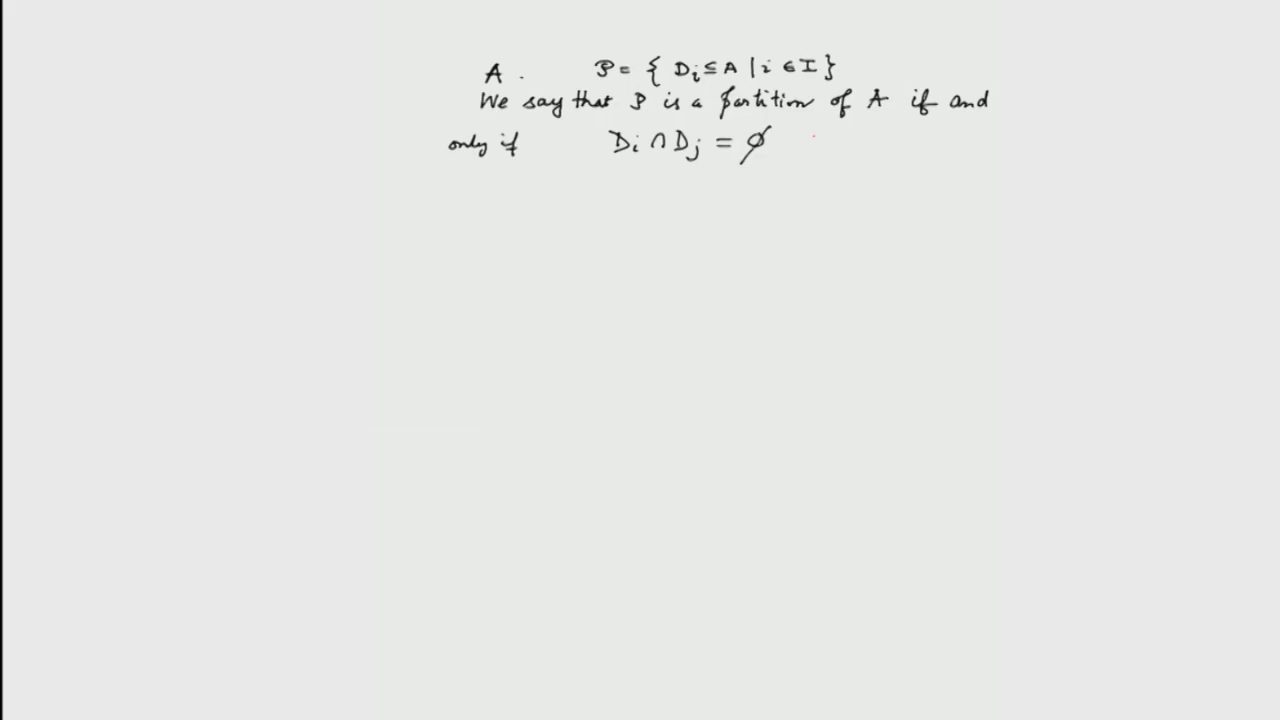 A . P = { Di ⊆ A | i ∈ I }
We say that P is a partition of A if and
only if Di ∩ Dj = ∅